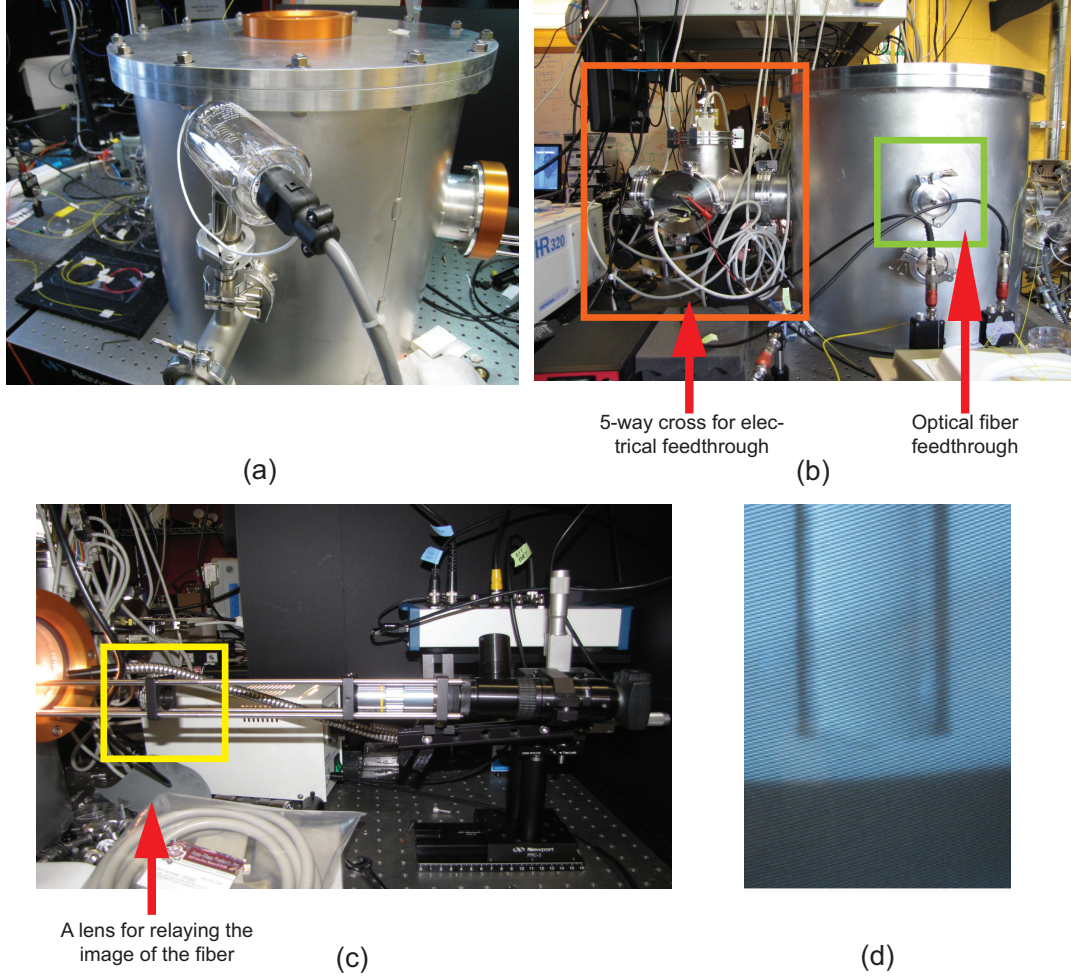 HR320
5-way cross for elec-
trical feedthrough
Optical fiber
feedthrough
(a)
(b)
Newport
Newport
A lens for relaying the
image of the fiber
(c)
(d)